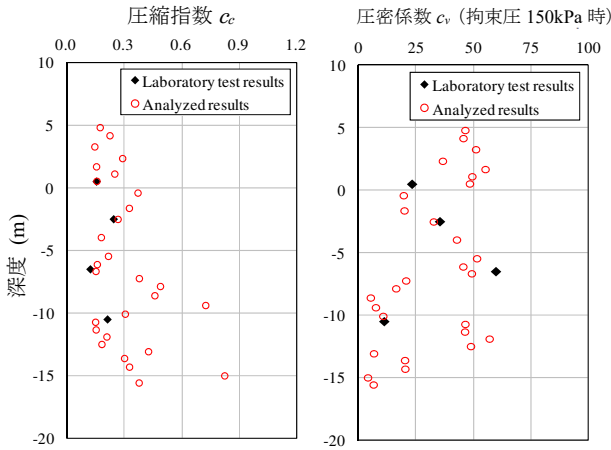 圧縮指数 cc
0.0 0.3 0.6 0.9 1.2
10
5
0
-5
-10
-15
-20
深度 (m)
Laboratory test results
Analyzed results
圧密係数 cv (拘束圧 150kPa 時)
0 25 50 75 100
10
5
0
-5
-10
-15
-20
Laboratory test results
Analyzed results